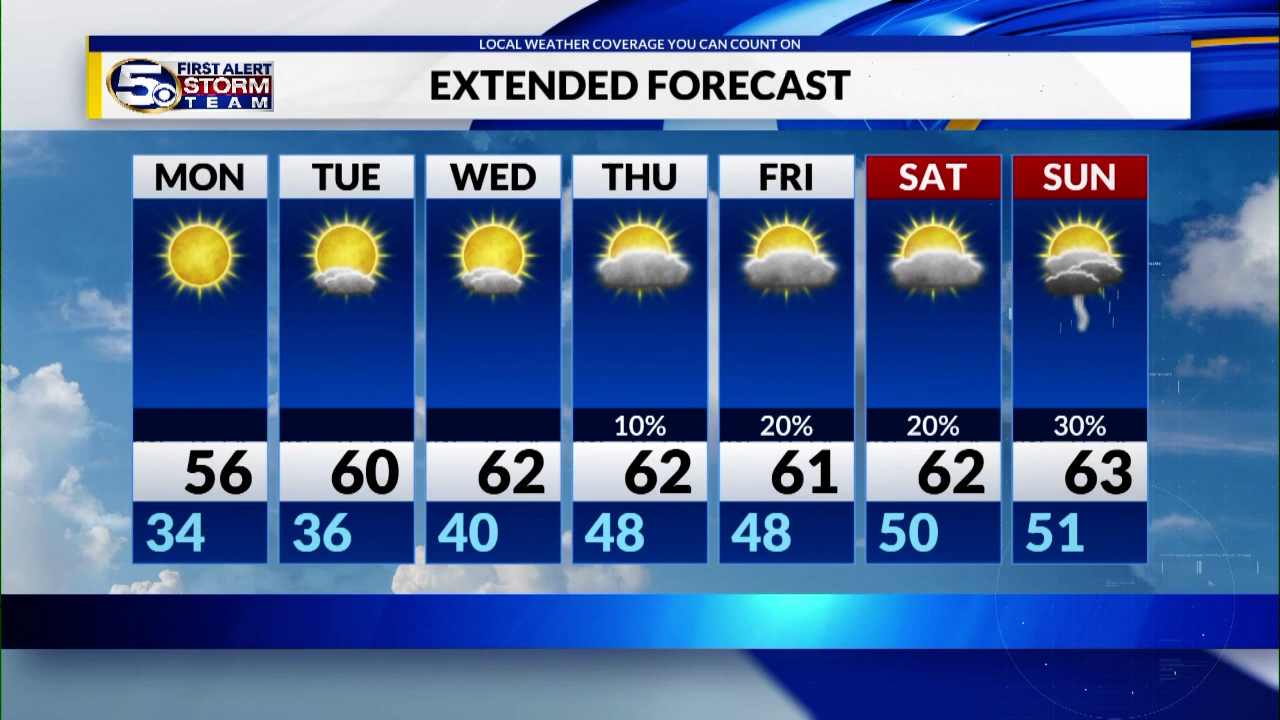 LOCAL WEATHER COVERAGE YOU CAN COUNT ON
5 FIRST ALERT
STORM
TEAM
EXTENDED FORECAST
MON TUE WED THU FRI SAT SUN
10% 20% 20% 30%
56 60 62 62 61 62 63
34 36 40 48 48 50 51